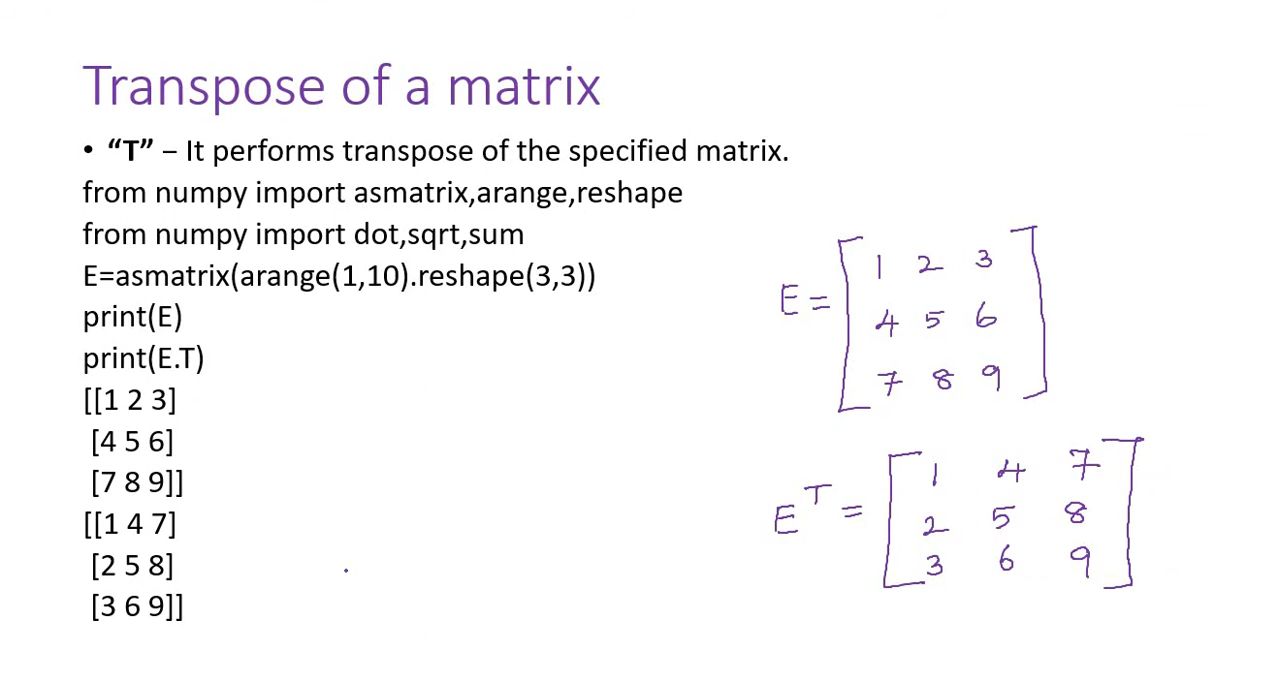 Transpose of a matrix
• “T” – It performs transpose of the specified matrix.
from numpy import asmatrix,arange,reshape
from numpy import dot,sqrt,sum
E=asmatrix(arange(1,10).reshape(3,3))
print(E)
print(E.T)
[[1 2 3]
[4 5 6]
[7 8 9]]
[[1 4 7]
[2 5 8]
[3 6 9]]
1 2 3
E =
4 5 6
7 8 9
1 4 7
E^T =
2 5 8
3 6 9